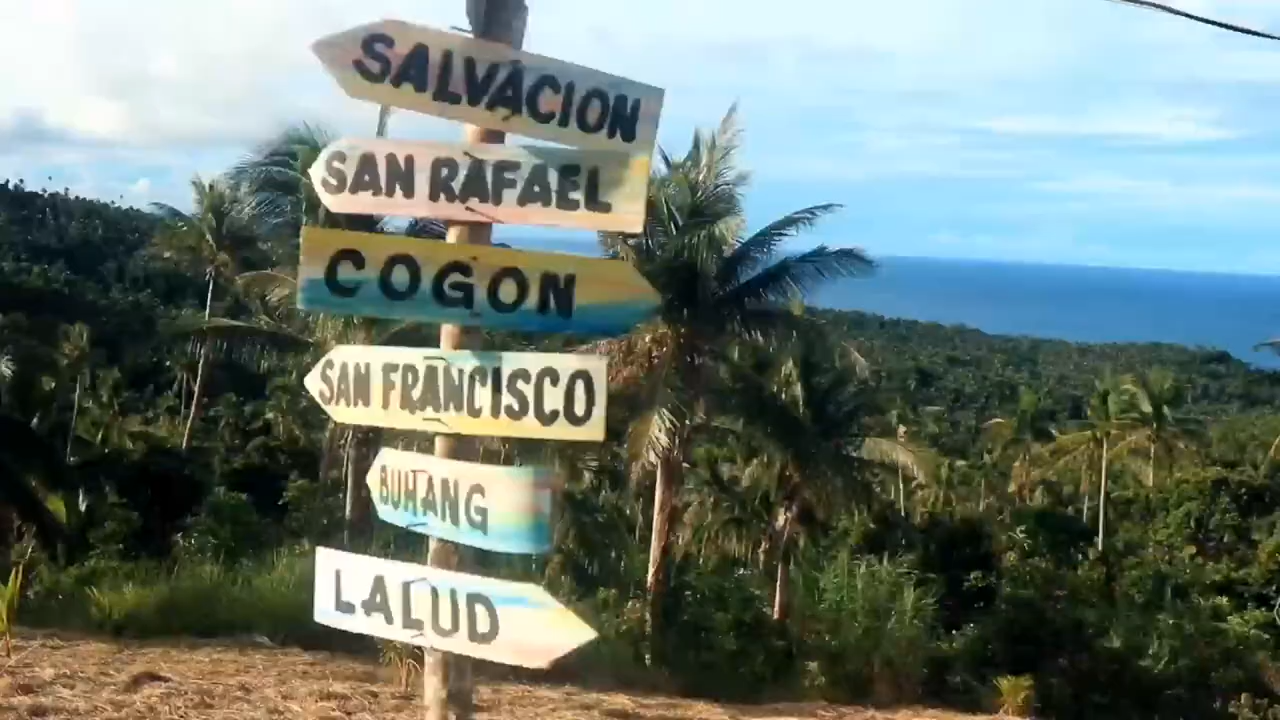 SALVACION
SAN RAFAEL
COGON
SAN FRANCISCO
BUHANG
LALUD